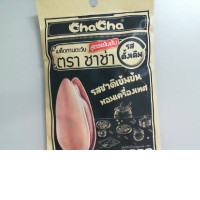 ChaCha
เมล็ดทานตะวัน
ตรา ชาช่า
รส
ดั้งเดิม
รสชาติเข้มข้น
หอมเครื่องเทศ